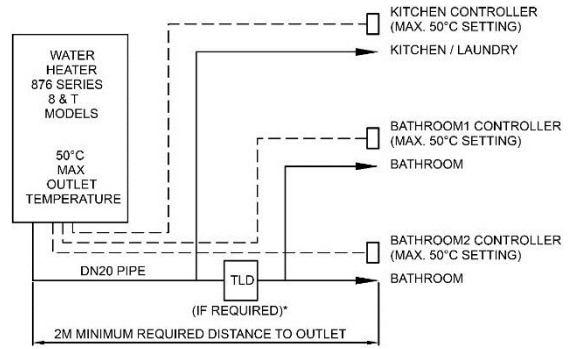 WATER
HEATER
876 SERIES
8 & T
MODELS
50°C
MAX
OUTLET
TEMPERATURE
KITCHEN CONTROLLER
(MAX. 50°C SETTING)
KITCHEN / LAUNDRY
BATHROOM1 CONTROLLER
(MAX. 50°C SETTING)
BATHROOM
BATHROOM2 CONTROLLER
(MAX. 50°C SETTING)
DN20 PIPE
TLD
BATHROOM
(IF REQUIRED)*
2M MINIMUM REQUIRED DISTANCE TO OUTLET